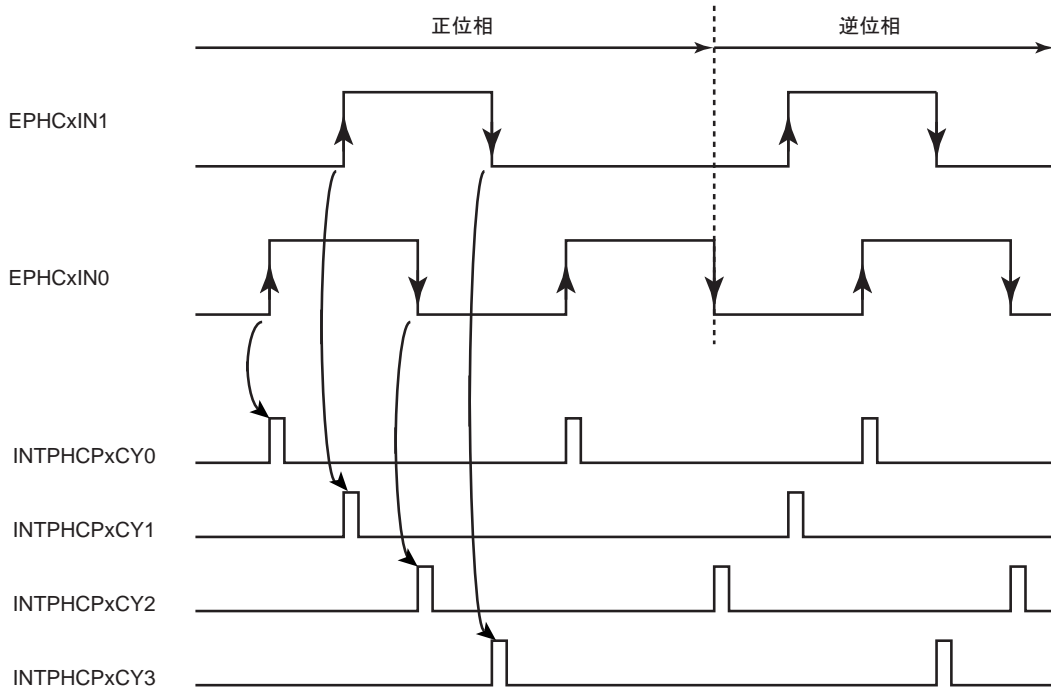 正位相
逆位相
EPHCxIN1
EPHCxIN0
INTPHCPxCY0
INTPHCPxCY1
INTPHCPxCY2
INTPHCPxCY3